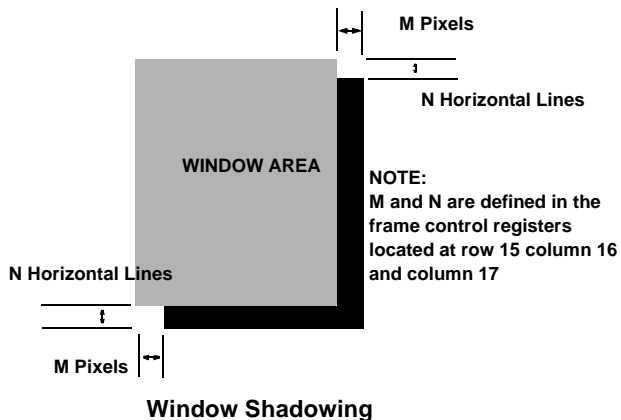 M Pixels
N Horizontal Lines
WINDOW AREA
NOTE:
M and N are defined in the
frame control registers
located at row 15 column 16
and column 17
N Horizontal Lines
M Pixels
Window Shadowing